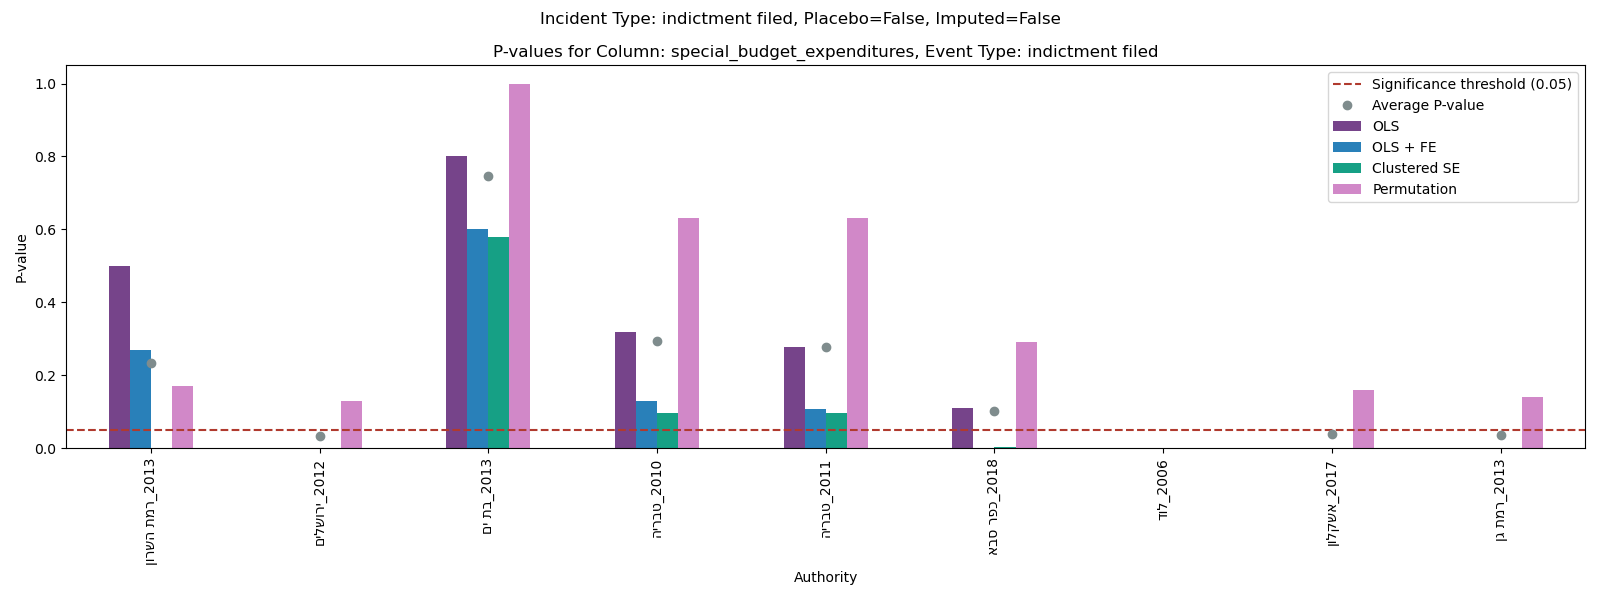 Incident Type: indictment filed, Placebo=False, Imputed=False
P-values for Column: special_budget_expenditures, Event Type: indictment filed
Significance threshold (0.05)
Average P-value
OLS
OLS + FE
Clustered SE
Permutation
P-value
1.0
0.8
0.6
0.4
0.2
0.0
רמת השרון_2013
ירושלים_2012
בת ים_2013
טבריה_2010
טבריה_2011
כפר סבא_2018
לוד_2006
אשקלון_2017
רמת גן_2013
Authority